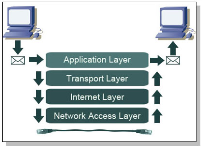 Application Layer
Transport Layer
Internet Layer
Network Access Layer